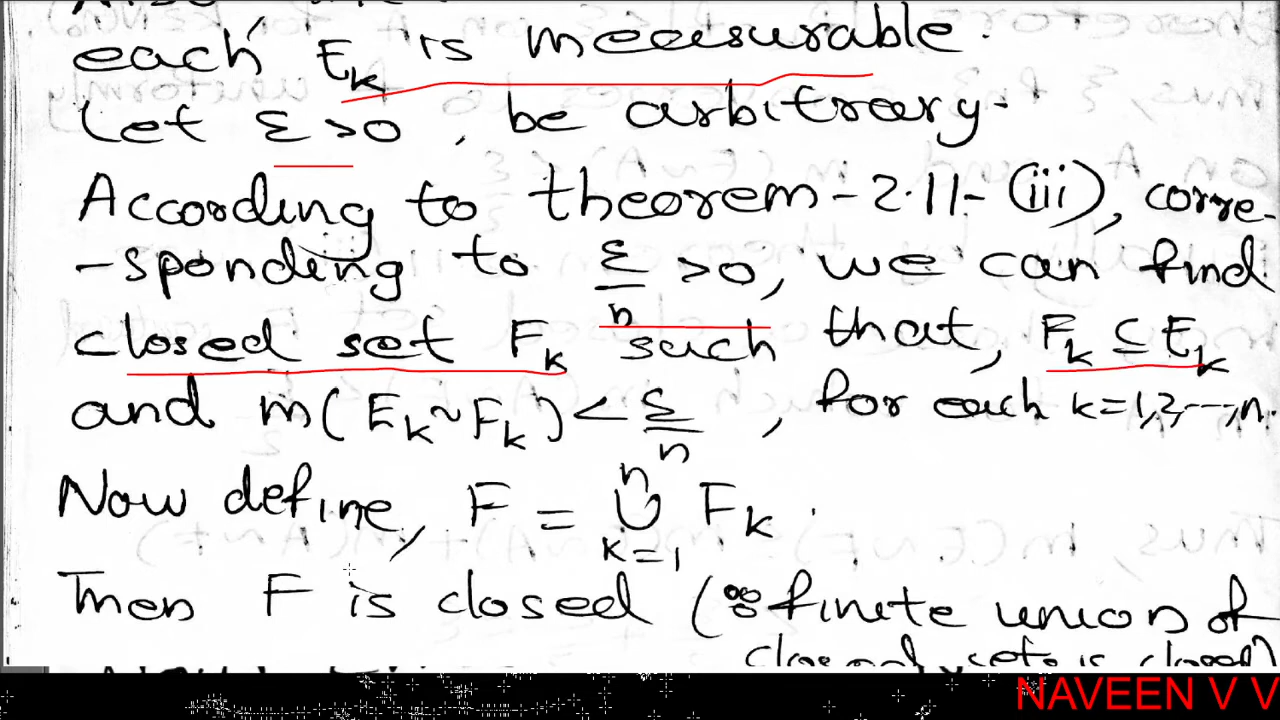 each E_k is measurable.
Let ε>0, be arbitrary.
According to theorem-2.11-(iii), corre-
-sponding to ε/n >0, we can find
closed set F_k such that, F_k ⊆ E_k
and m(E_k~F_k) < ε/n, for each k=1,2,---,n.
Now define, F = ∪_{k=1}^{n} F_k.
Then F is closed (∵ finite union of
closed sets is closed)
NAVEEN V V